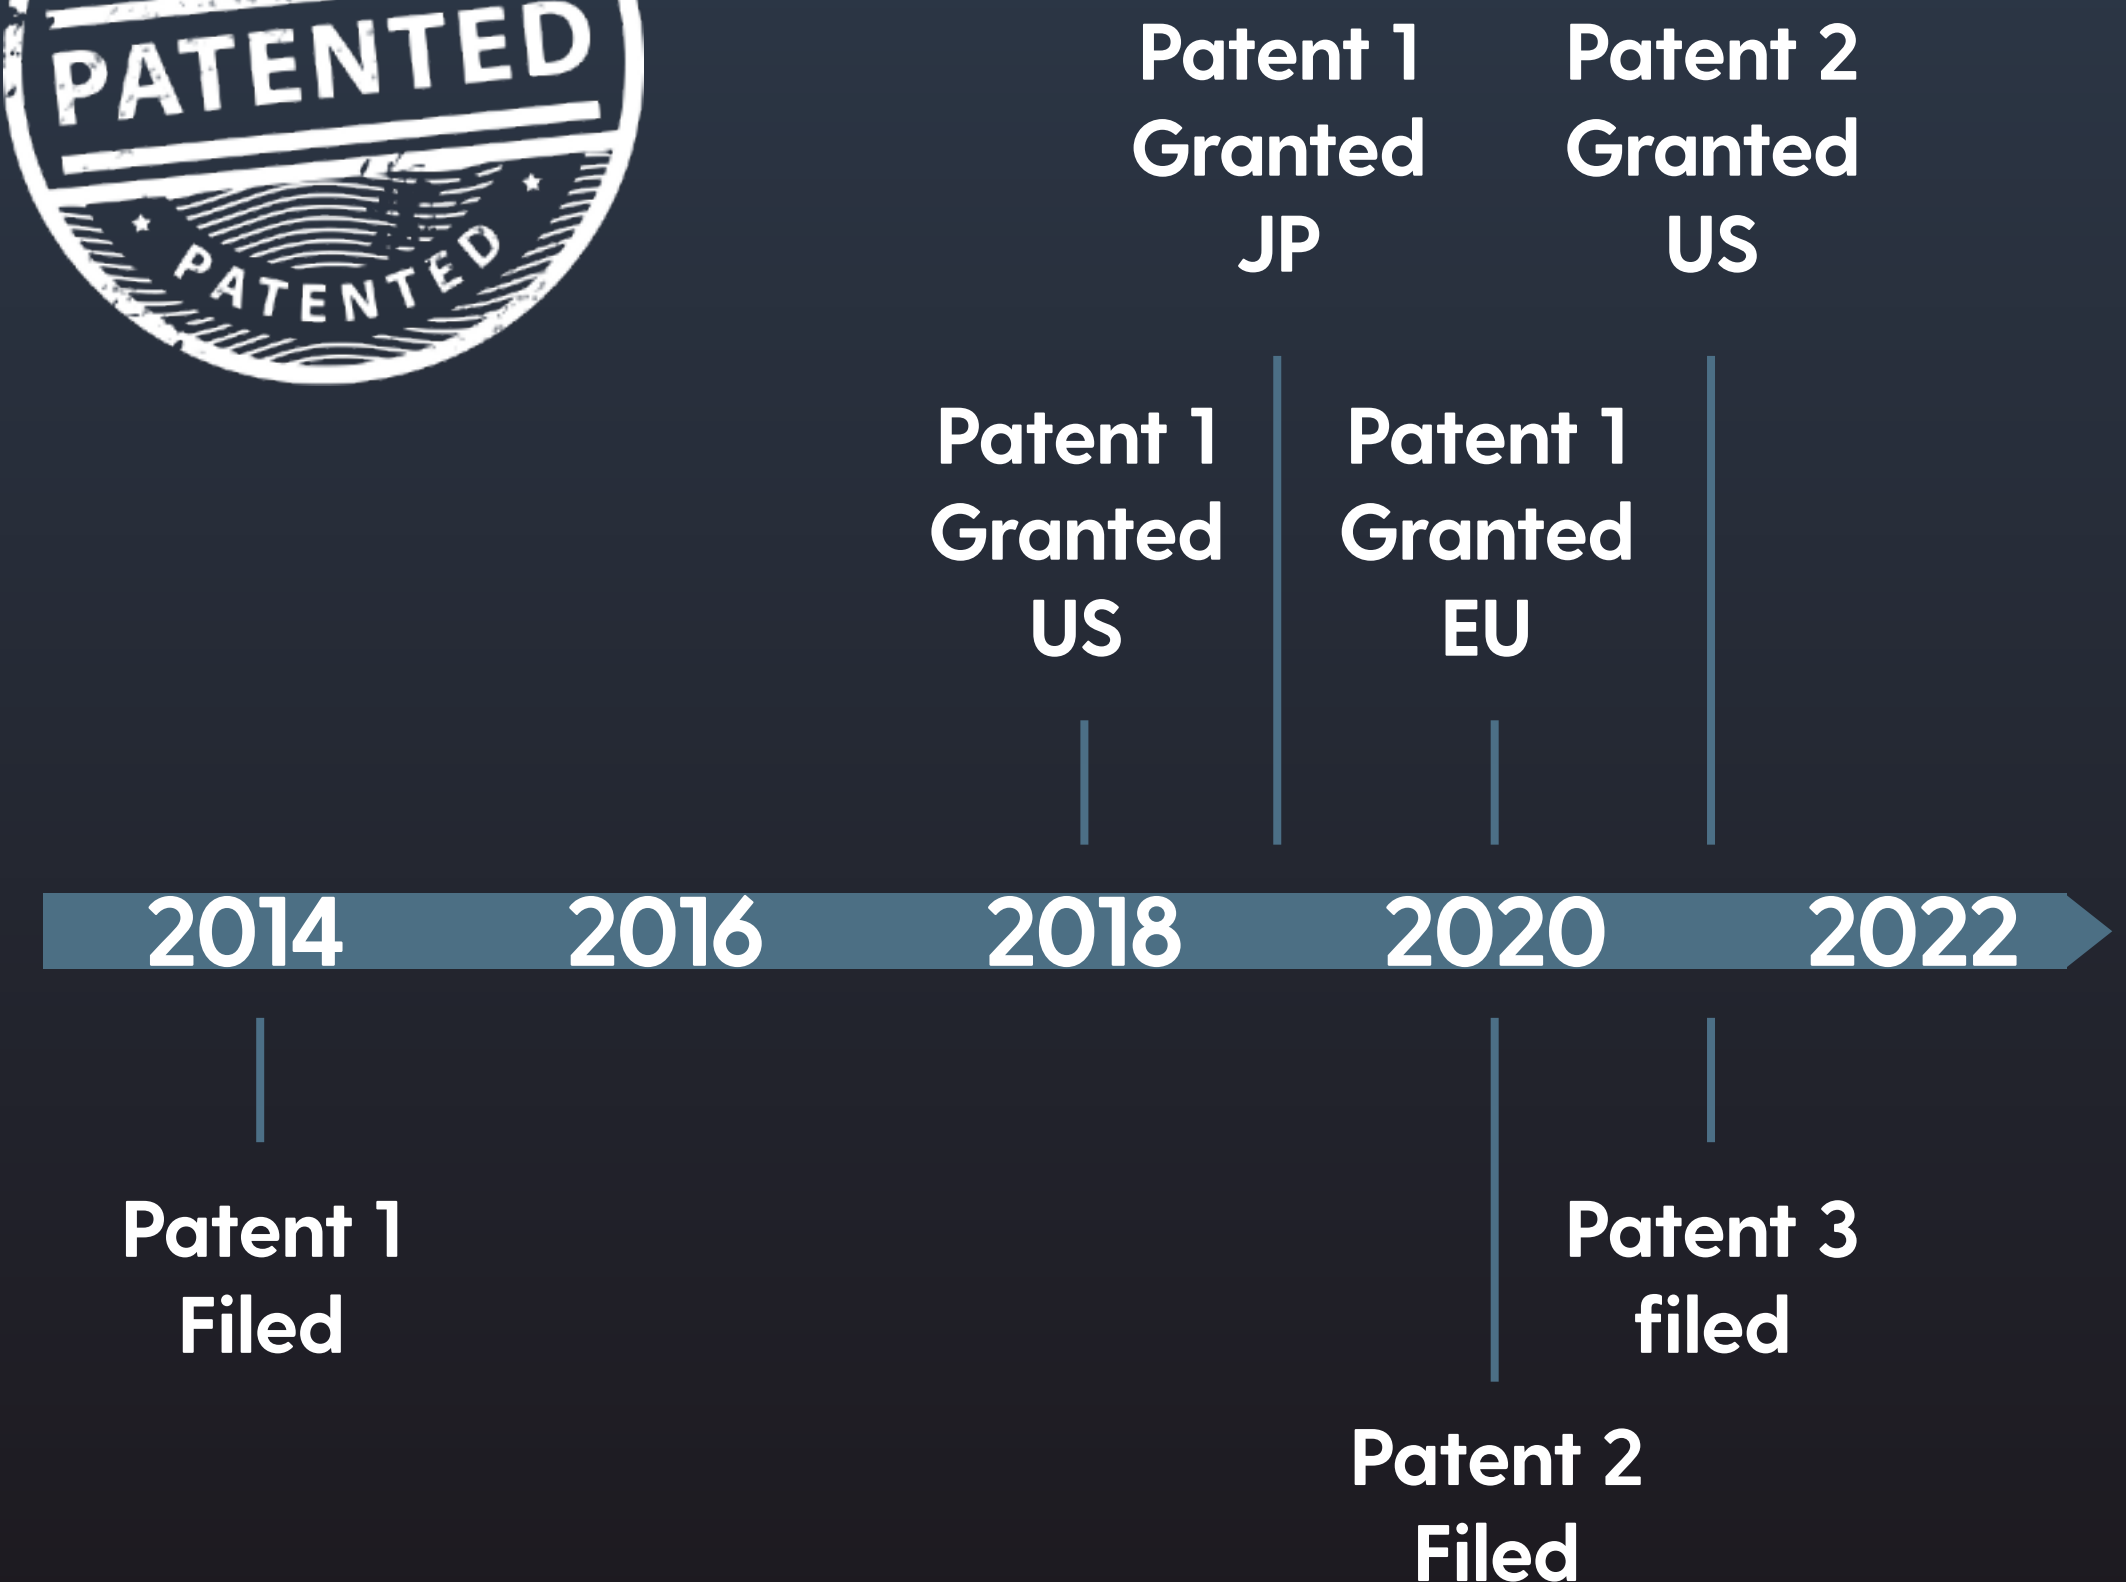 PATENTED
PATENTED
Patent 1
Granted
JP
Patent 2
Granted
US
Patent 1
Granted
US
Patent 1
Granted
EU
2014 2016 2018 2020 2022
Patent 1
Filed
Patent 3
filed
Patent 2
Filed